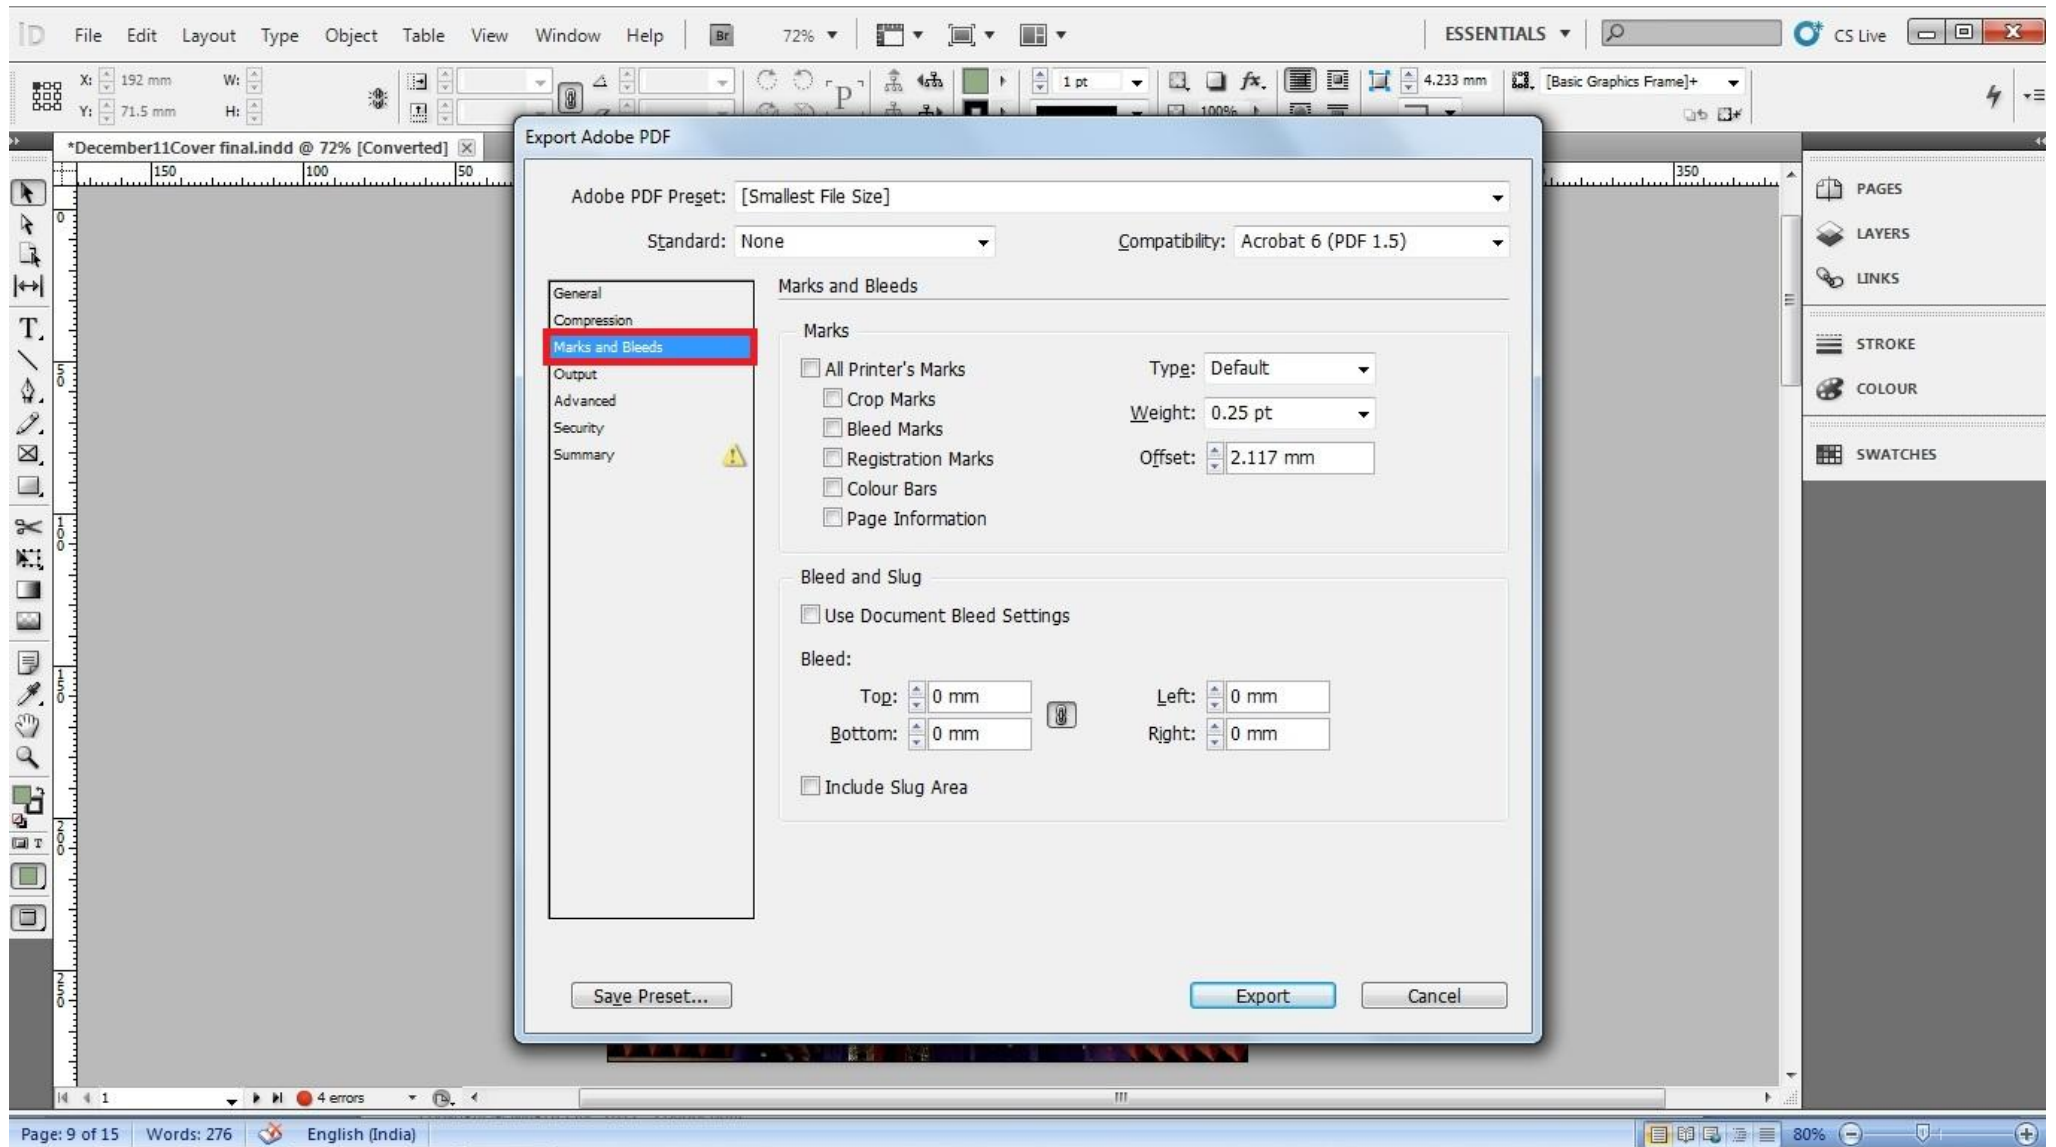 ID File Edit Layout Type Object Table View Window Help Br 72% ESSENTIALS CS Live
X: 192 mm W: 1 pt 4.233 mm [Basic Graphics Frame]+
Y: 71.5 mm H: P 100%
*December11Cover final.indd @ 72% [Converted]
150 100 50 350
Export Adobe PDF
Adobe PDF Preset: [Smallest File Size]
Standard: None Compatibility: Acrobat 6 (PDF 1.5)
General
Compression
Marks and Bleeds
Output
Advanced
Security
Summary
Marks and Bleeds
Marks
All Printer's Marks Type: Default
Crop Marks Weight: 0.25 pt
Bleed Marks
Registration Marks Offset: 2.117 mm
Colour Bars
Page Information
Bleed and Slug
Use Document Bleed Settings
Bleed:
Top: 0 mm Left: 0 mm
Bottom: 0 mm Right: 0 mm
Include Slug Area
Save Preset... Export Cancel
PAGES
LAYERS
LINKS
STROKE
COLOUR
SWATCHES
0
50
100
150
200
250
1 4 errors
Page: 9 of 15 Words: 276 English (India) 80%